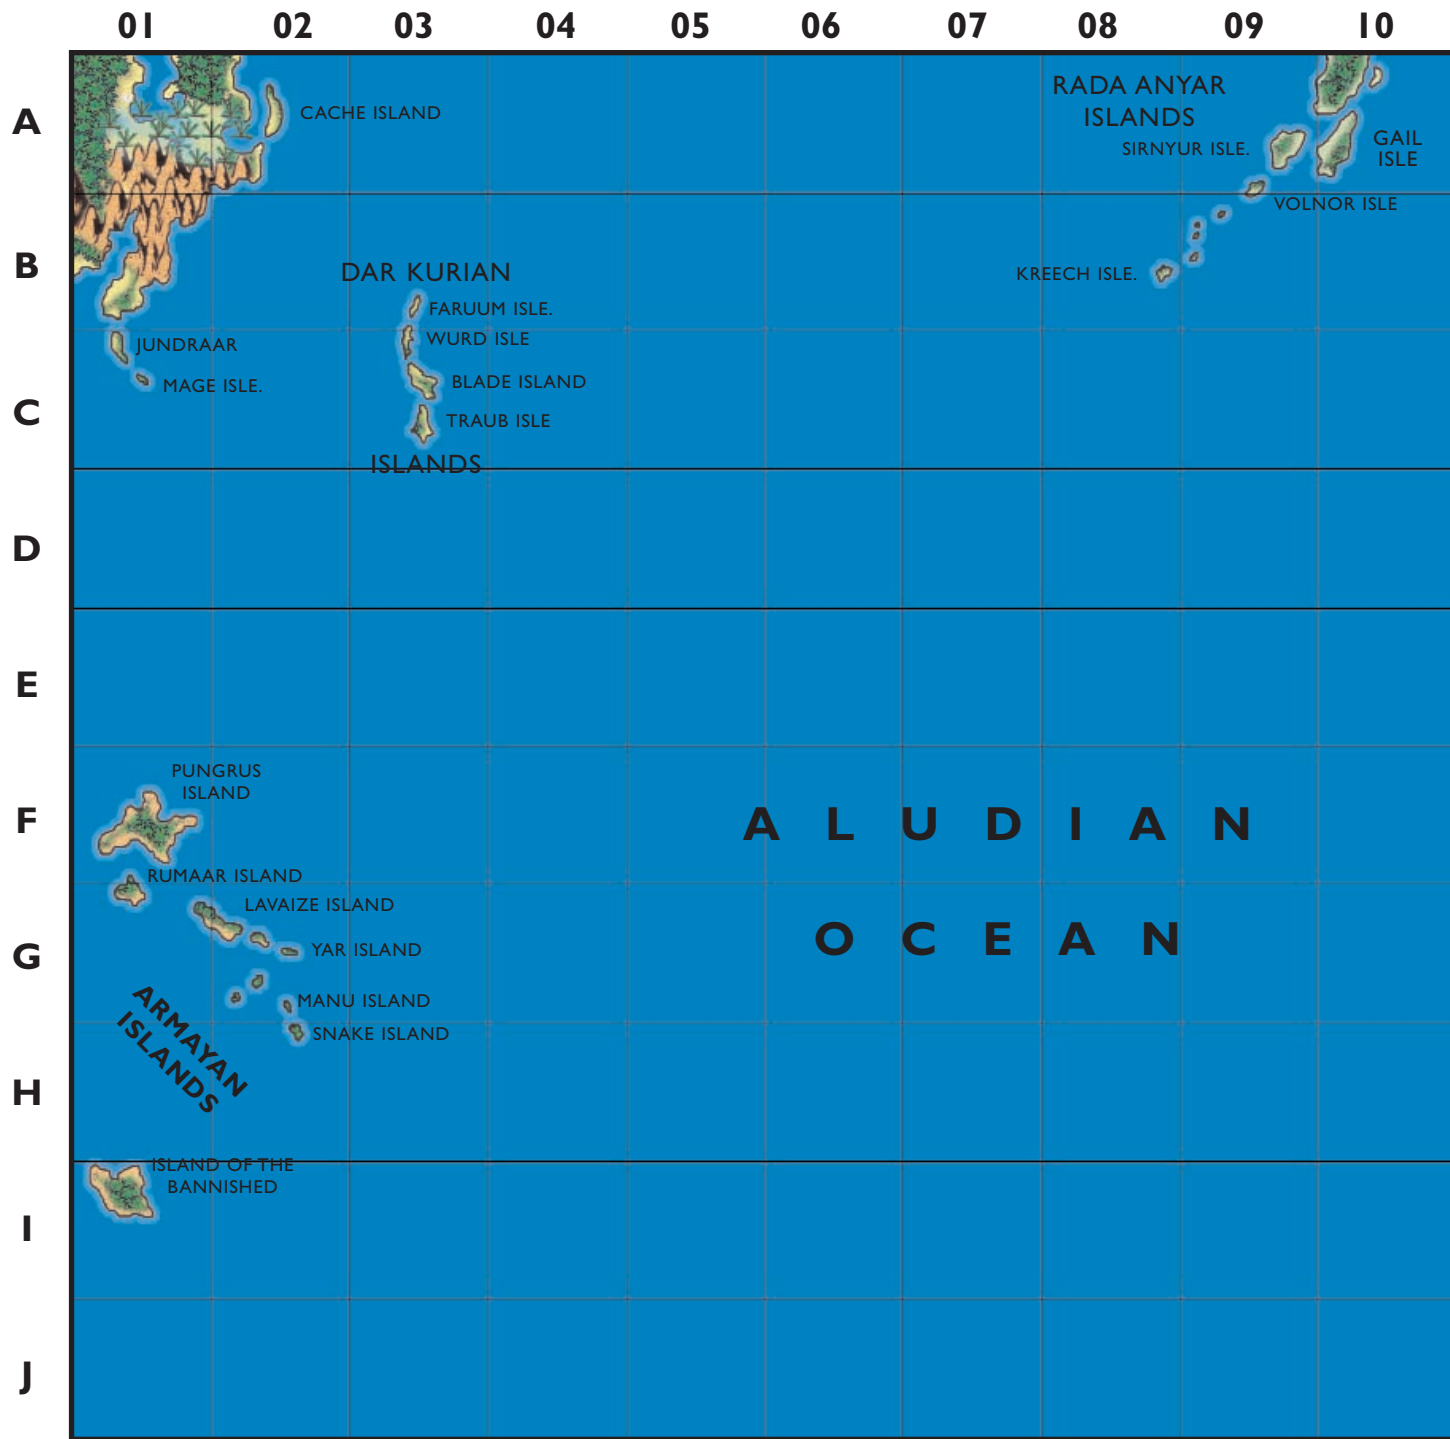 01 02 03 04 05 06 07 08 09 10
A
CACHE ISLAND
RADA ANYAR
ISLANDS
SIRNYUR ISLE.
GAIL
ISLE
VOLNOR ISLE
B
KREECH ISLE.
DAR KURIAN
FARUUM ISLE.
WURD ISLE
JUNDRAAR
MAGE ISLE.
BLADE ISLAND
C
TRAUB ISLE
ISLANDS
D
E
PUNGRUS
ISLAND
F
ALUDIAN
RUMAAR ISLAND
LAVAIZE ISLAND
OCEAN
G
YAR ISLAND
MANU ISLAND
SNAKE ISLAND
ARMAYAN
ISLANDS
H
ISLAND OF THE
BANNISHED
I
J